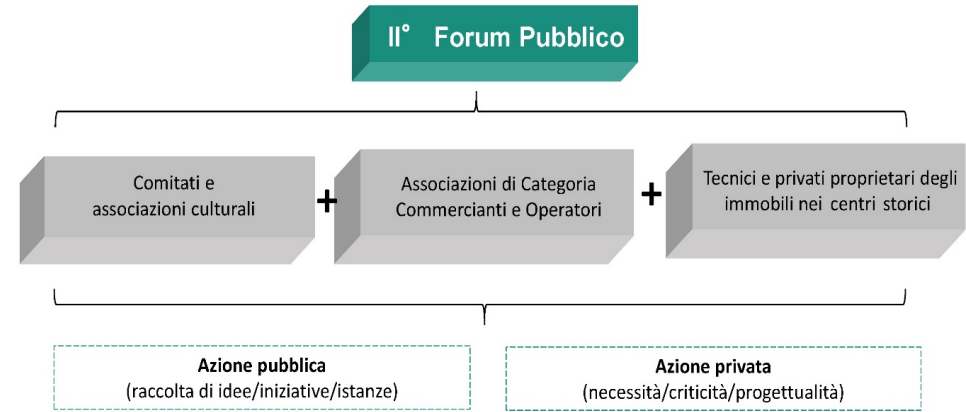 II° Forum Pubblico
Comitati e
associazioni culturali
+
Associazioni di Categoria
Commercianti e Operatori
+
Tecnici e privati proprietari degli
immobili nei centri storici
Azione pubblica
(raccolta di idee/iniziative/istanze)
Azione privata
(necessità/criticità/progettualità)